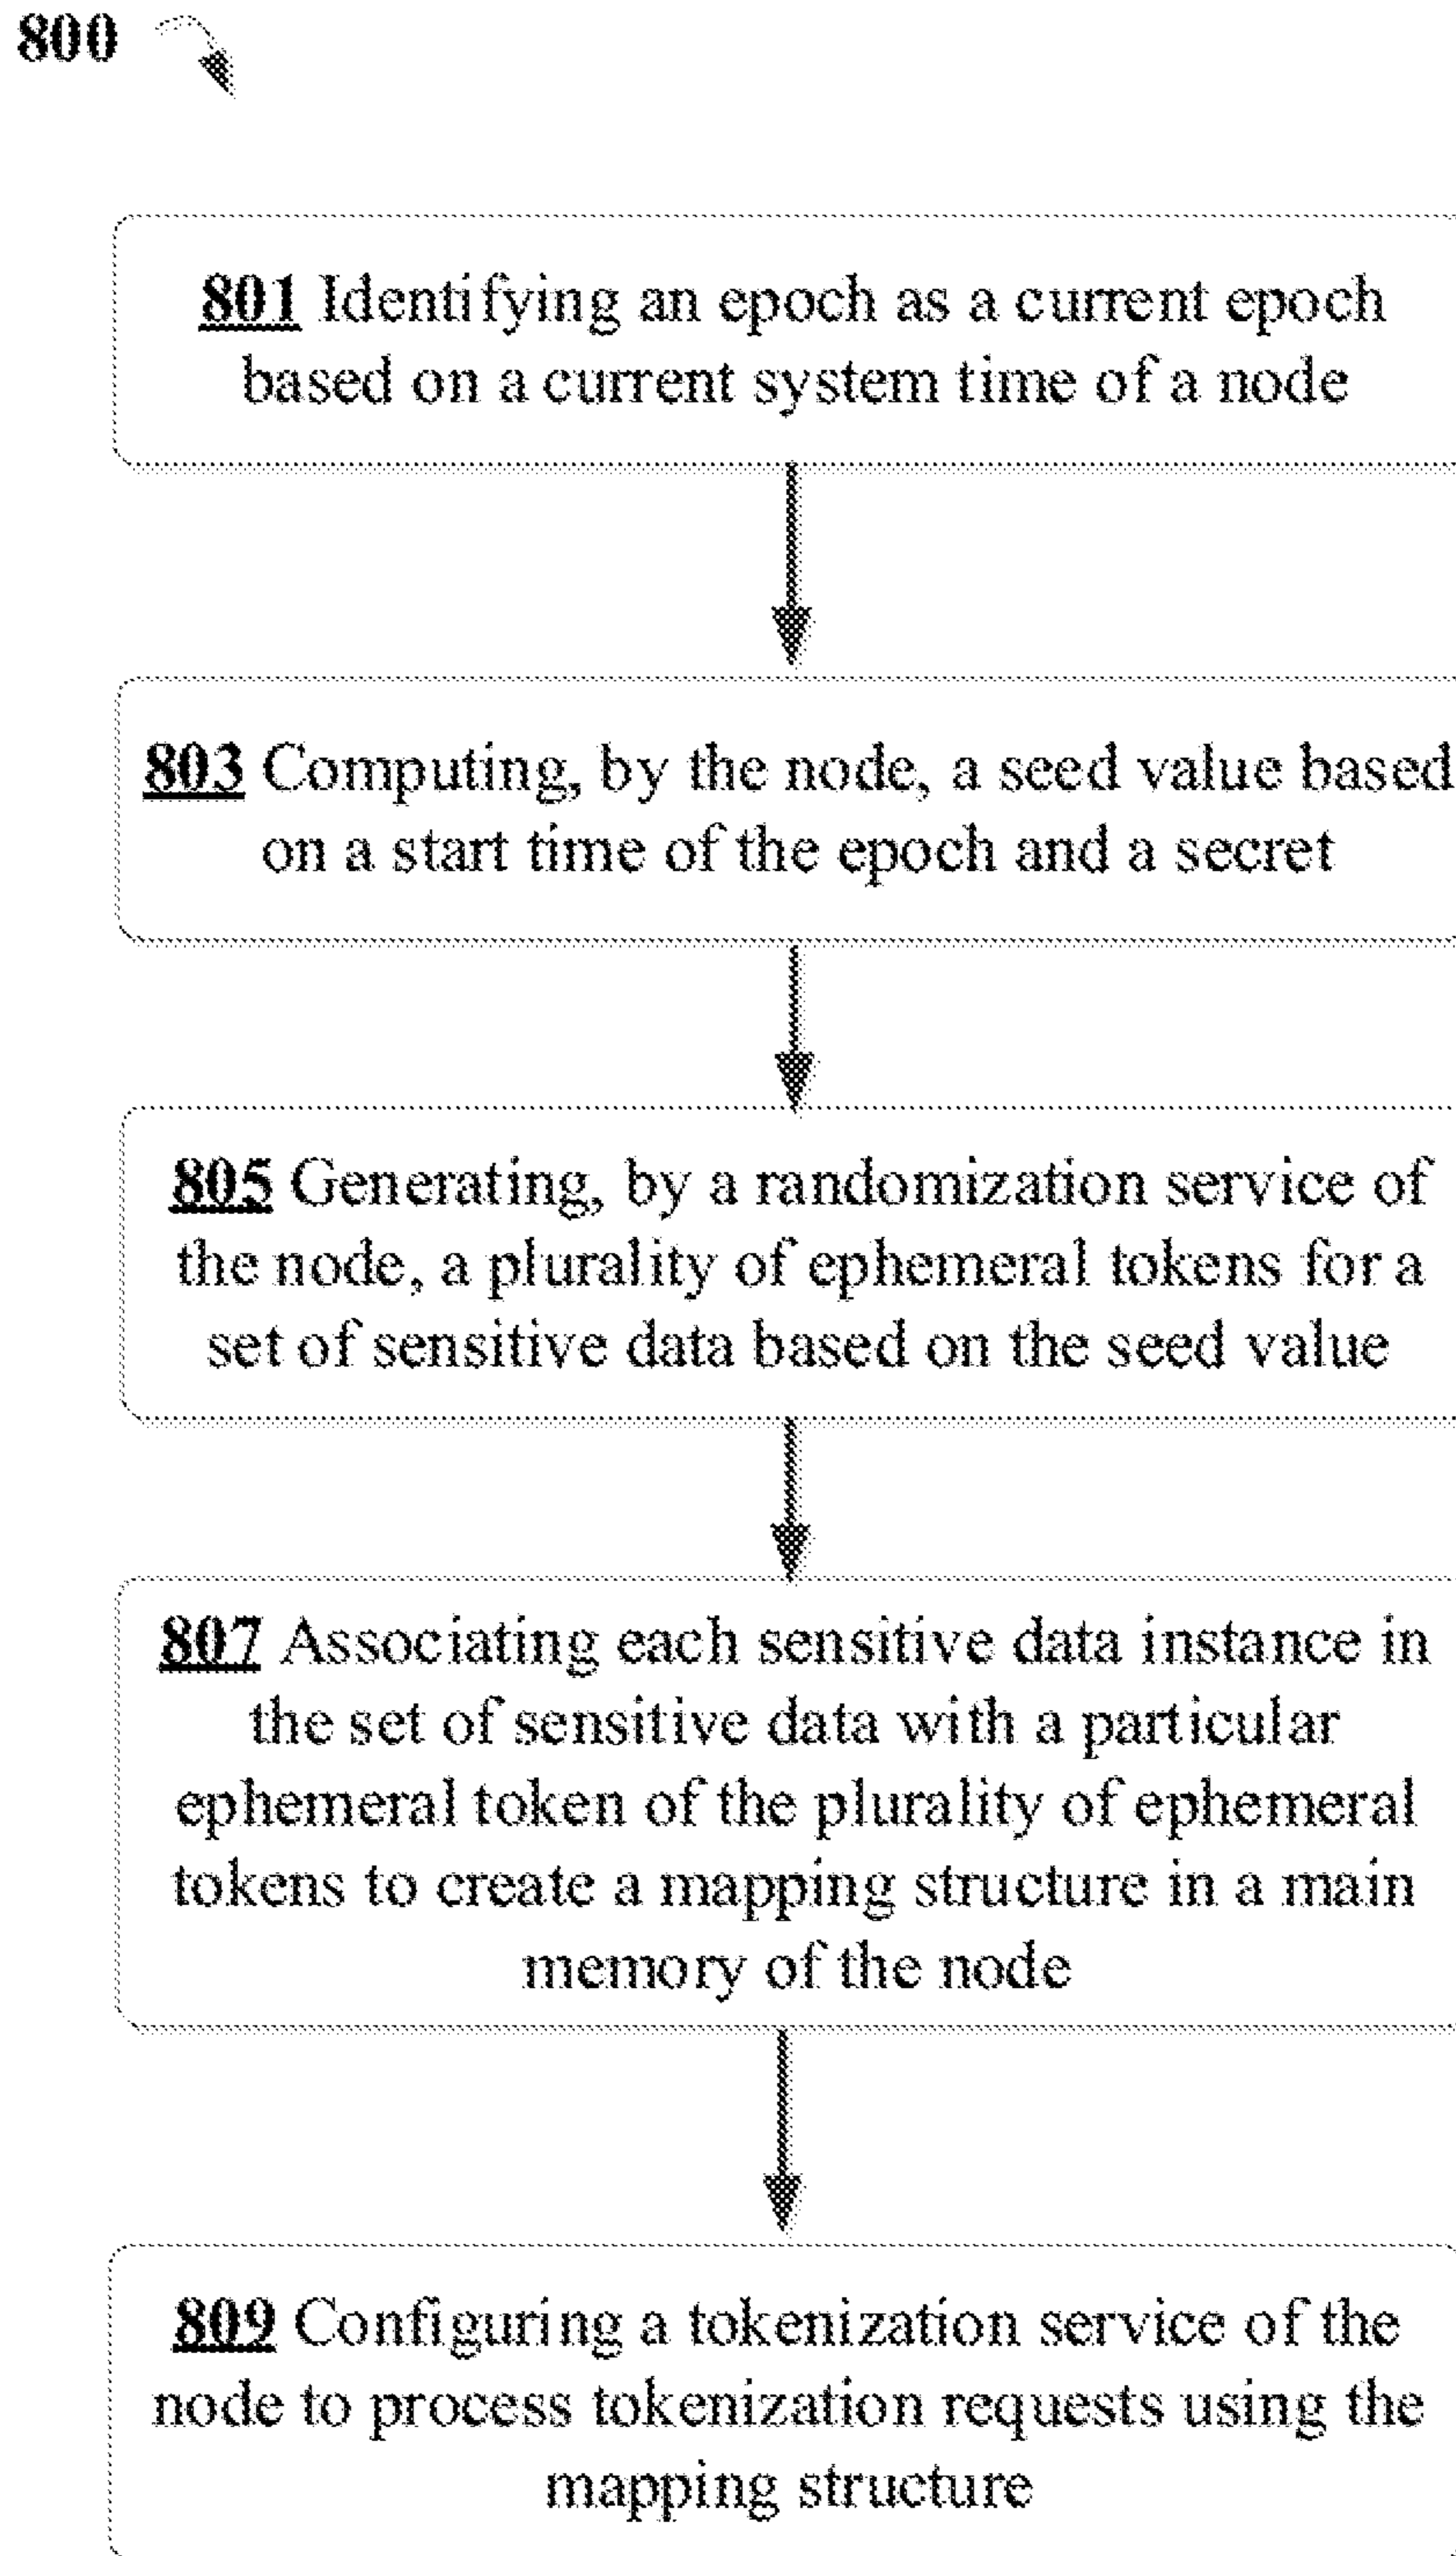 800
801 Identifying an epoch as a current epoch
based on a current system time of a node
803 Computing, by the node, a seed value based
on a start time of the epoch and a secret
805 Generating, by a randomization service of
the node, a plurality of ephemeral tokens for a
set of sensitive data based on the seed value
807 Associating each sensitive data instance in
the set of sensitive data with a particular
ephemeral token of the plurality of ephemeral
tokens to create a mapping structure in a main
memory of the node
809 Configuring a tokenization service of the
node to process tokenization requests using the
mapping structure